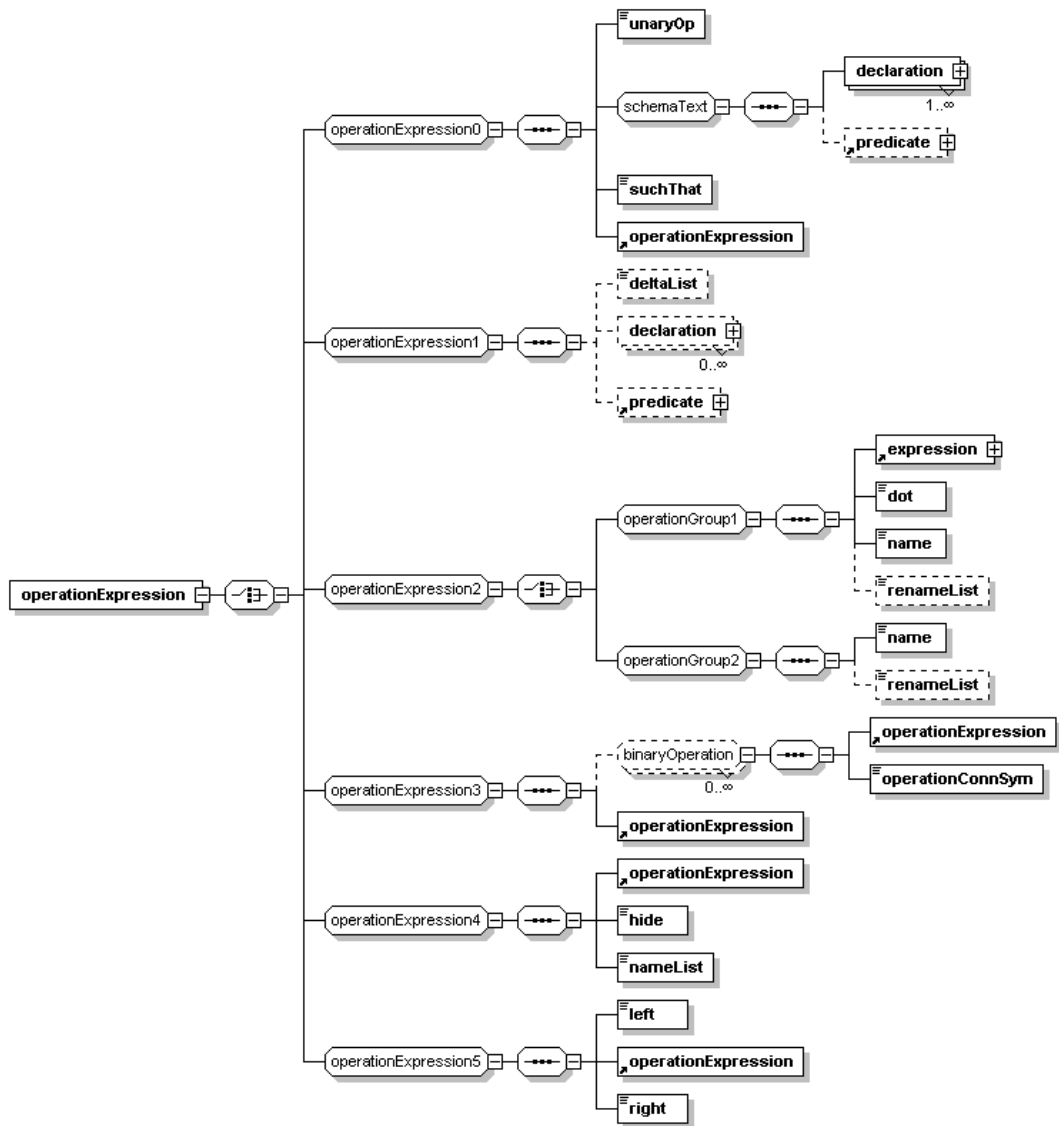 unaryOp
declaration
1..∞
schemaText
predicate
operationExpression0
suchThat
operationExpression
deltaList
declaration
0..∞
operationExpression1
predicate
expression
dot
operationGroup1
name
renameList
operationExpression
operationExpression2
name
operationGroup2
renameList
operationExpression
binaryOperation
0..∞
operationConnSym
operationExpression3
operationExpression
operationExpression
operationExpression4
hide
nameList
left
operationExpression5
operationExpression
right